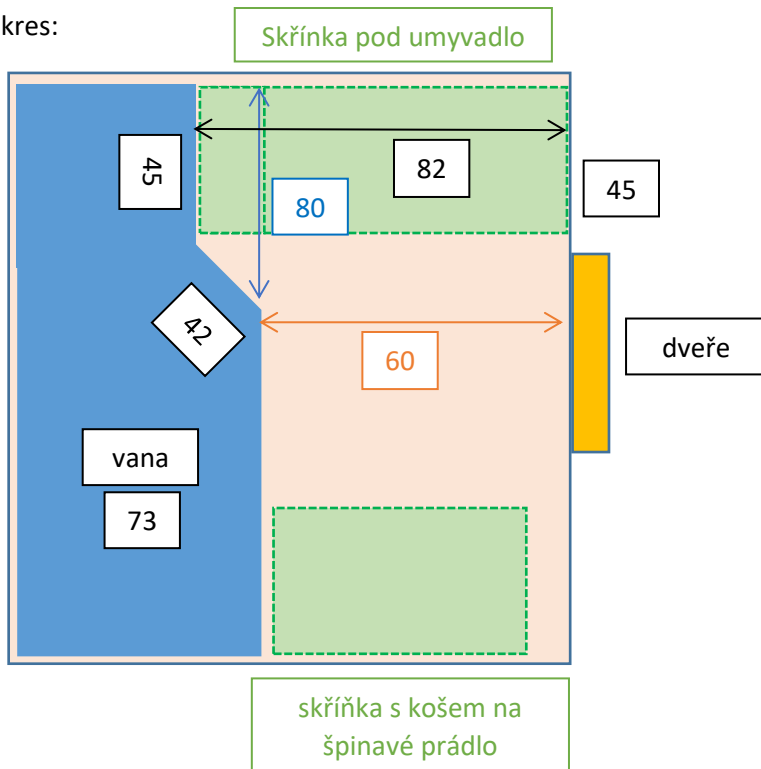 kres:
Skřínka pod umyvadlo
45
82
45
80
42
60
dveře
vana
73
skříňka s košem na
špinavé prádlo